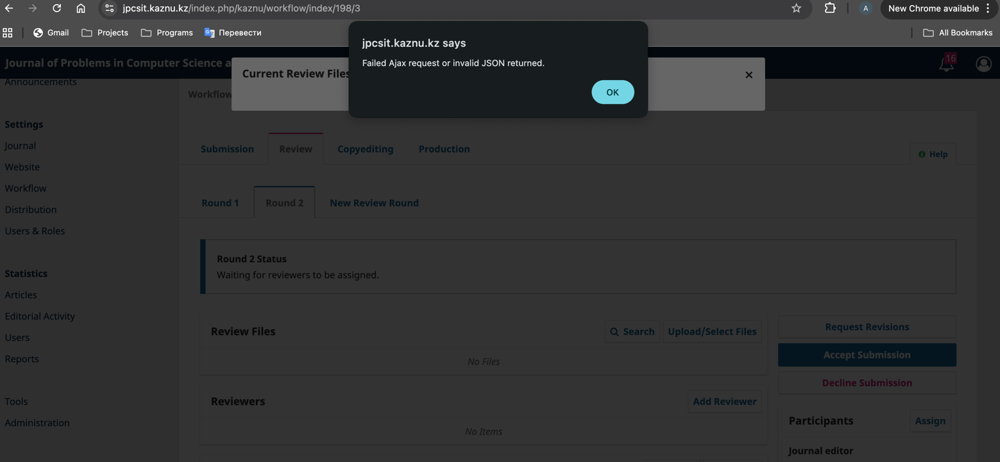 jpcsit.kaznu.kz/index.php/kaznu/workflow/index/198/3
A
New Chrome available
Gmail
Projects
Programs
Перевести
All Bookmarks
jpcsit.kaznu.kz says
Failed Ajax request or invalid JSON returned.
OK
Journal of Problems in Computer Science a
16
Current Review Files
Announcements
Workflow
Settings
Journal
Website
Workflow
Distribution
Users & Roles
Statistics
Articles
Editorial Activity
Users
Reports
Tools
Administration
Submission
Review
Copyediting
Production
Help
Round 1
Round 2
New Review Round
Round 2 Status
Waiting for reviewers to be assigned.
Review Files
Search
Upload/Select Files
No Files
Reviewers
Add Reviewer
No Items
Request Revisions
Accept Submission
Decline Submission
Participants
Assign
Journal editor